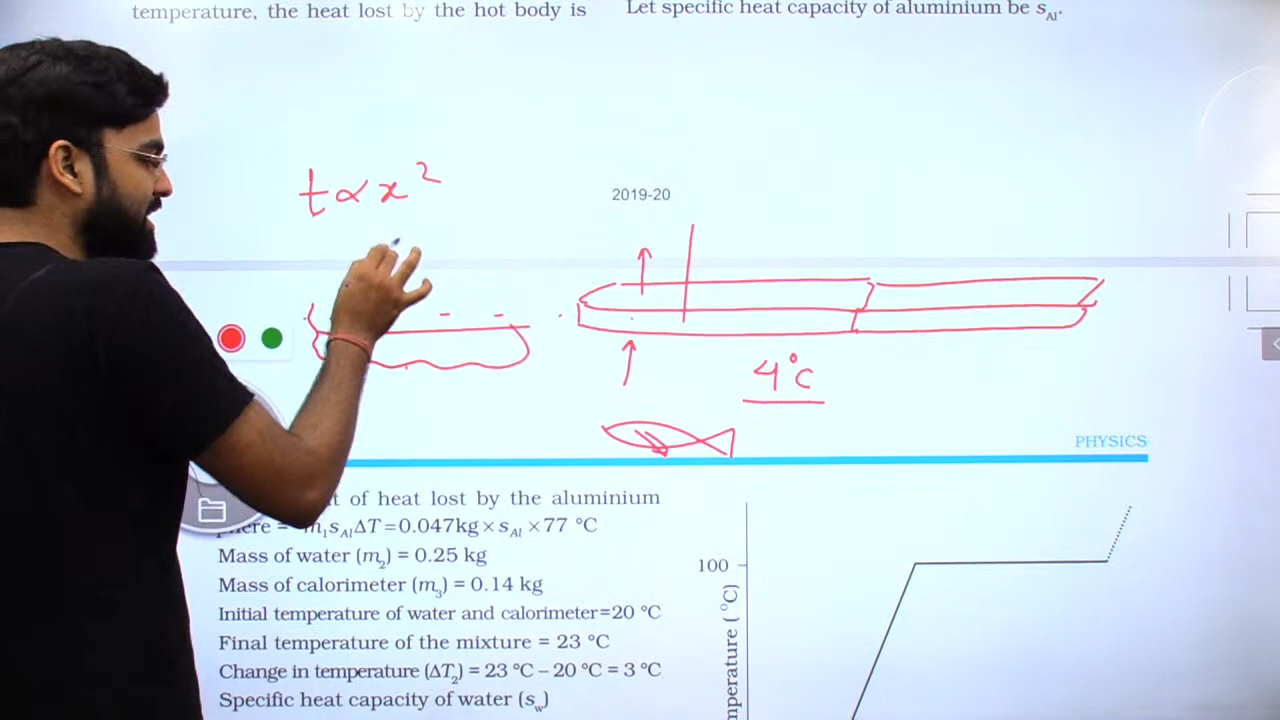 temperature, the heat lost by the hot body is
Let specific heat capacity of aluminium be s_Al.
t ∝ x²
2019-20
4°c
PHYSICS
t of heat lost by the aluminium
here = m₁s_AlΔT = 0.047kg × s_Al × 77 °C
Mass of water (m₂) = 0.25 kg
Mass of calorimeter (m₃) = 0.14 kg
Initial temperature of water and calorimeter=20 °C
Final temperature of the mixture = 23 °C
Change in temperature (ΔT₂) = 23 °C – 20 °C = 3 °C
Specific heat capacity of water (s_w)
100
mperature ( °C)